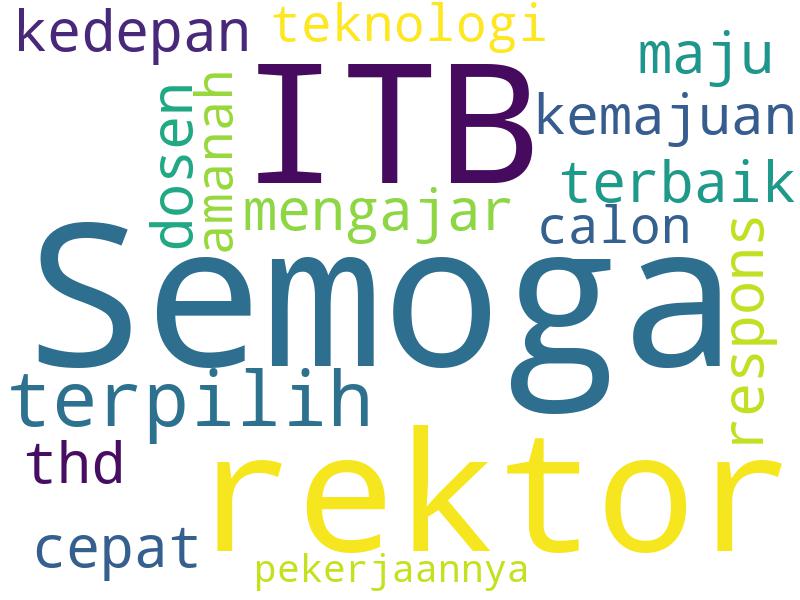 kedepan
teknologi
maju
ITB
kemajuan
dosen
amanah
mengajar
terbaik
calon
Semoga
respons
terpilih
rektor
thd
cepat
pekerjaannya